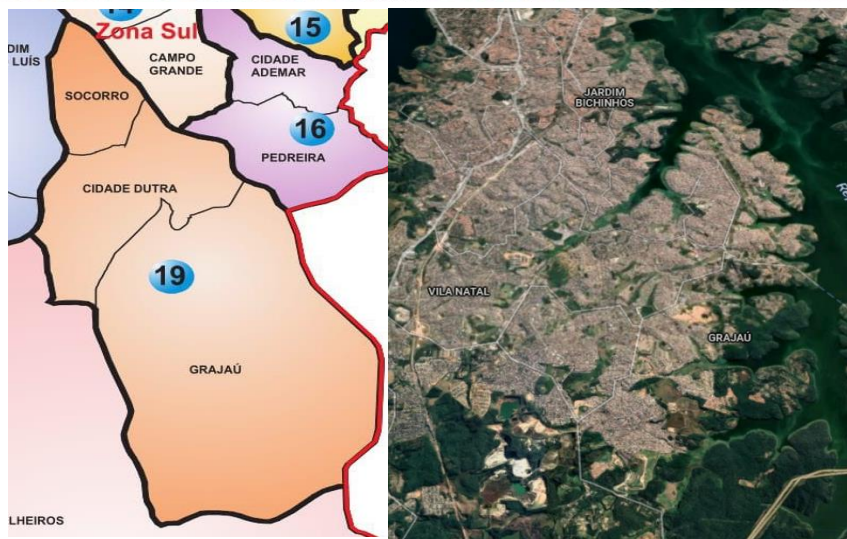 15
Zona Sul
DIM
LUÍS
CAMPO
GRANDE
CIDADE
ADEMAR
SOCORRO
16
PEDREIRA
CIDADE DUTRA
19
GRAJAÚ
LHEIROS
JARDIM
BICHINHOS
VILA NATAL
GRAJAÚ